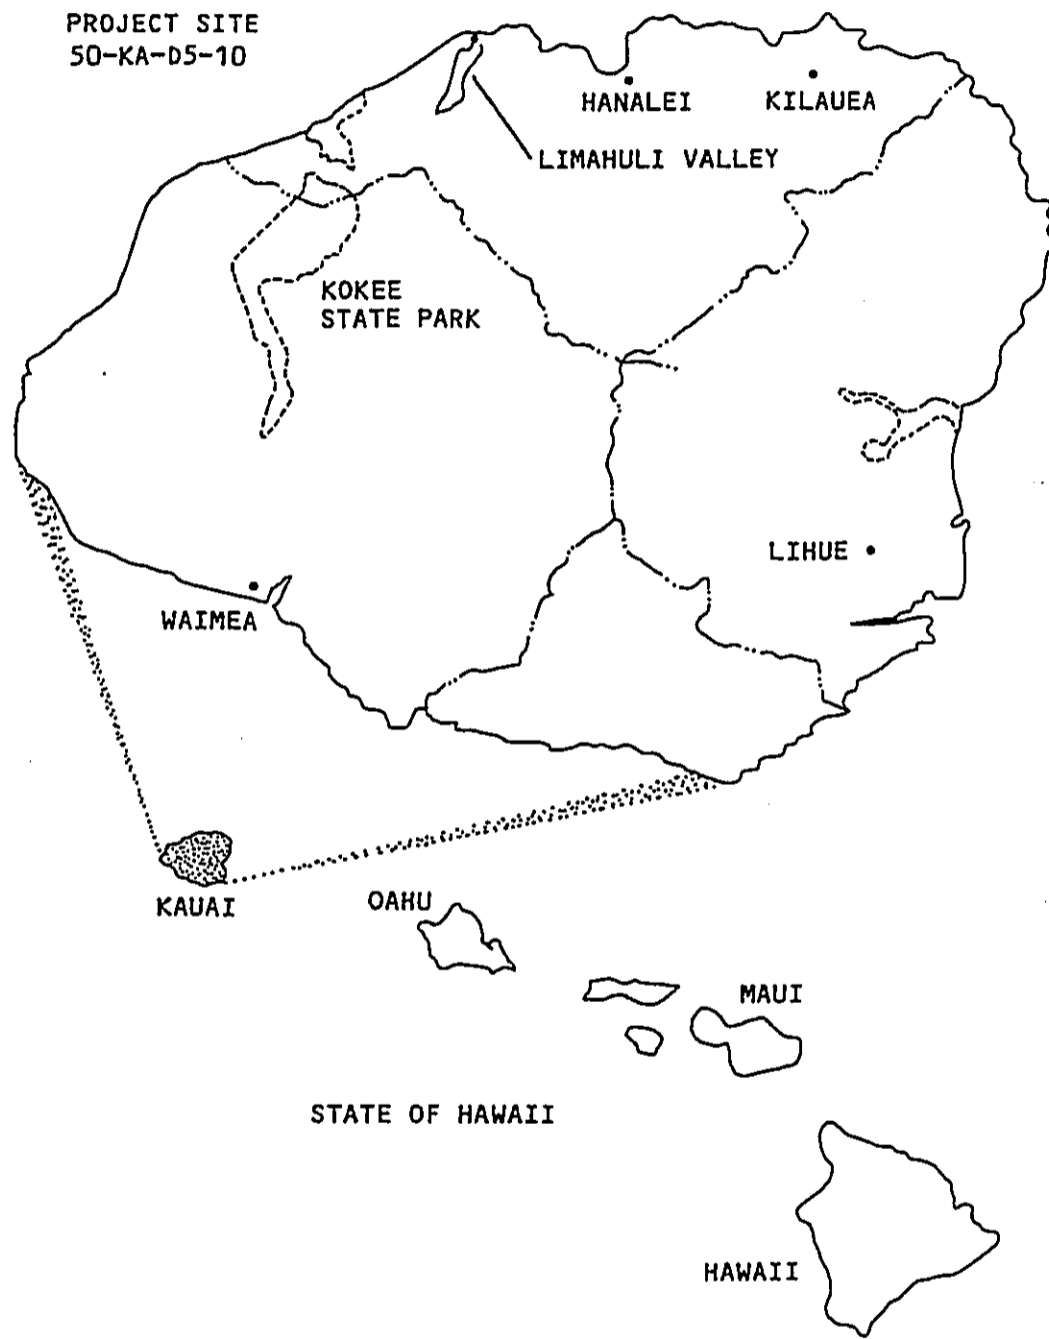 PROJECT SITE
50-KA-D5-10
HANALEI
KILAUEA
LIMAHULI VALLEY
KOKEE
STATE PARK
LIHUE
WAIMEA
KAUAI
OAHU
MAUI
STATE OF HAWAII
HAWAII